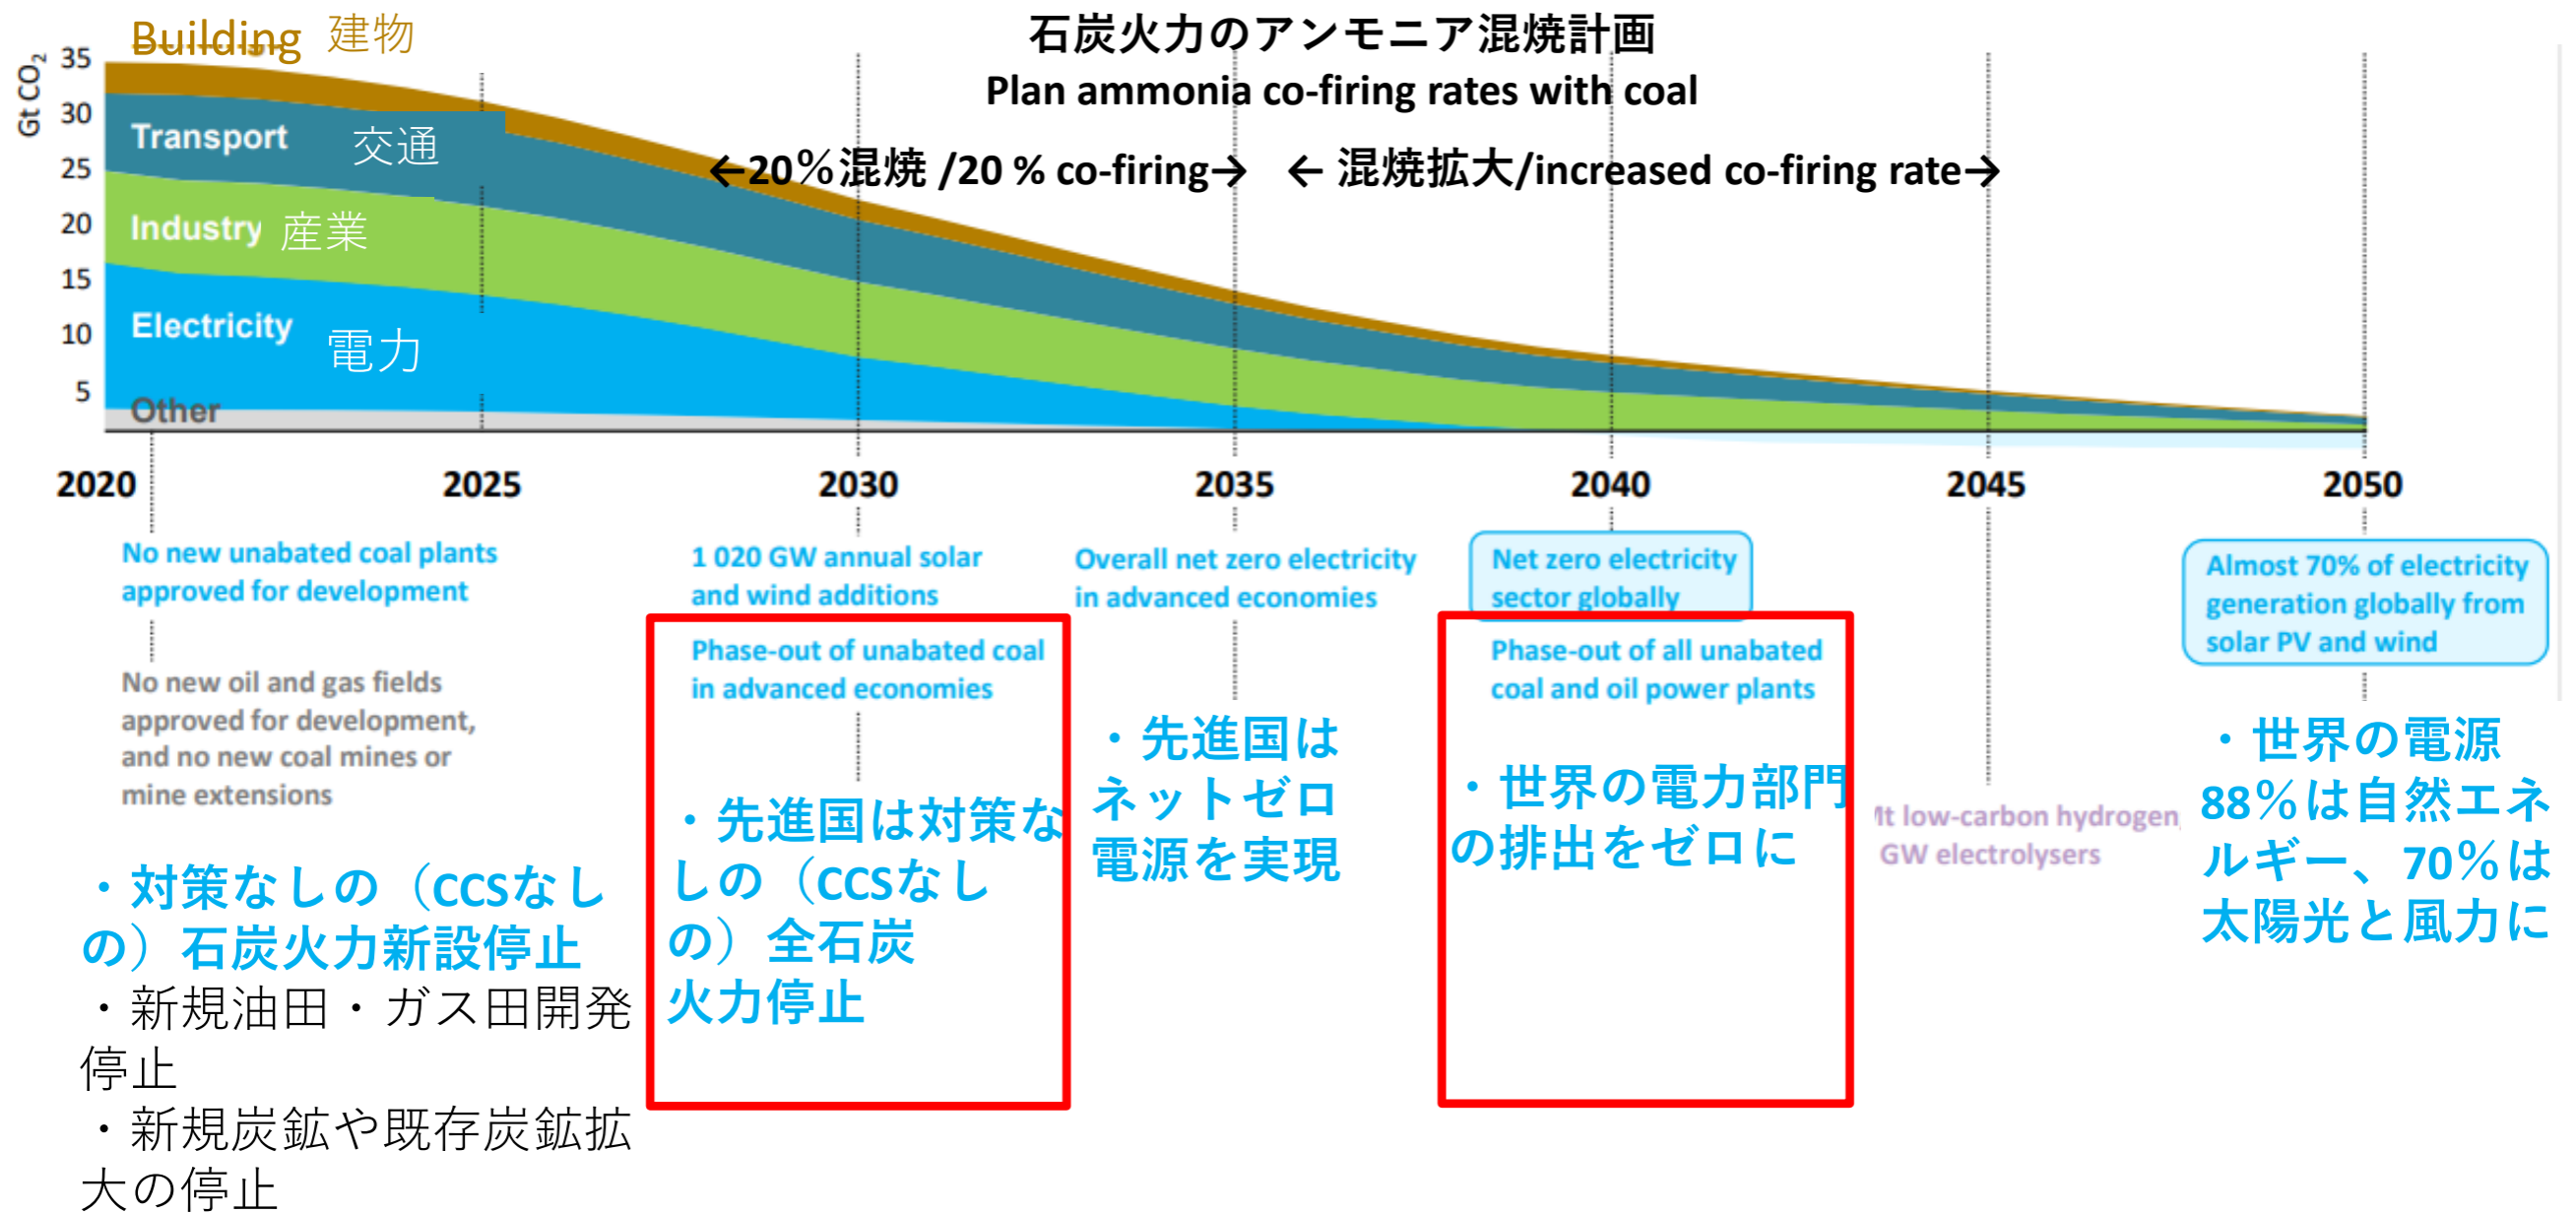 Building 建物
石炭火力のアンモニア混焼計画
Plan ammonia co-firing rates with coal
←20%混焼 /20 % co-firing→
← 混焼拡大/increased co-firing rate→
Gt CO₂
35
30
25
20
15
10
5
Transport 交通
Industry 産業
Electricity 電力
Other
2020 2025 2030 2035 2040 2045 2050
No new unabated coal plants
approved for development
No new oil and gas fields
approved for development,
and no new coal mines or
mine extensions
・対策なしの（CCSなし
の）石炭火力新設停止
・新規油田・ガス田開発
停止
・新規炭鉱や既存炭鉱拡
大の停止
1 020 GW annual solar
and wind additions
Phase-out of unabated coal
in advanced economies
・先進国は対策な
しの（CCSなし
の）全石炭
火力停止
Overall net zero electricity
in advanced economies
・先進国は
ネットゼロ
電源を実現
Net zero electricity
sector globally
Phase-out of all unabated
coal and oil power plants
・世界の電力部門
の排出をゼロに
low-carbon hydrogen,
GW electrolysers
Almost 70% of electricity
generation globally from
solar PV and wind
・世界の電源
88%は自然エネ
ルギー、70%は
太陽光と風力に